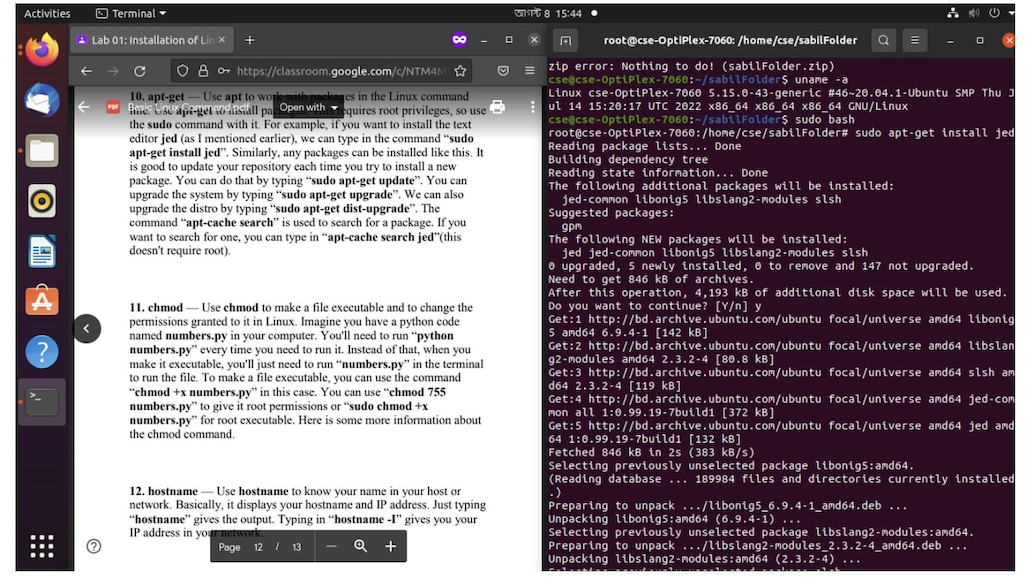 Activities
Terminal
আগস্ট 8 15:44
Lab 01: Installation of Lin
https://classroom.google.com/c/NTM4M
PDF
Basic Linux Command.pdf
Open with
10. apt-get — Use apt to work with packages in the Linux command
line. Use apt-get to install packages. This requires root privileges, so use
the sudo command with it. For example, if you want to install the text
editor jed (as I mentioned earlier), we can type in the command “sudo
apt-get install jed”. Similarly, any packages can be installed like this. It
is good to update your repository each time you try to install a new
package. You can do that by typing “sudo apt-get update”. You can
upgrade the system by typing “sudo apt-get upgrade”. We can also
upgrade the distro by typing “sudo apt-get dist-upgrade”. The
command “apt-cache search” is used to search for a package. If you
want to search for one, you can type in “apt-cache search jed”(this
doesn't require root).
11. chmod — Use chmod to make a file executable and to change the
permissions granted to it in Linux. Imagine you have a python code
named numbers.py in your computer. You'll need to run “python
numbers.py” every time you need to run it. Instead of that, when you
make it executable, you'll just need to run “numbers.py” in the terminal
to run the file. To make a file executable, you can use the command
“chmod +x numbers.py” in this case. You can use “chmod 755
numbers.py” to give it root permissions or “sudo chmod +x
numbers.py” for root executable. Here is some more information about
the chmod command.
12. hostname — Use hostname to know your name in your host or
network. Basically, it displays your hostname and IP address. Just typing
“hostname” gives the output. Typing in “hostname -I” gives you your
IP address in your network.
Page 12 / 13
root@cse-OptiPlex-7060: /home/cse/sabilFolder
zip error: Nothing to do! (sabilFolder.zip)
cse@cse-OptiPlex-7060:~/sabilFolder$ uname -a
Linux cse-OptiPlex-7060 5.15.0-43-generic #46~20.04.1-Ubuntu SMP Thu J
ul 14 15:20:17 UTC 2022 x86_64 x86_64 x86_64 GNU/Linux
cse@cse-OptiPlex-7060:~/sabilFolder$ sudo bash
root@cse-OptiPlex-7060:/home/cse/sabilFolder# sudo apt-get install jed
Reading package lists... Done
Building dependency tree
Reading state information... Done
The following additional packages will be installed:
jed-common libonig5 libslang2-modules slsh
Suggested packages:
gpm
The following NEW packages will be installed:
jed jed-common libonig5 libslang2-modules slsh
0 upgraded, 5 newly installed, 0 to remove and 147 not upgraded.
Need to get 846 kB of archives.
After this operation, 4,193 kB of additional disk space will be used.
Do you want to continue? [Y/n] y
Get:1 http://bd.archive.ubuntu.com/ubuntu focal/universe amd64 libonig
5 amd64 6.9.4-1 [142 kB]
Get:2 http://bd.archive.ubuntu.com/ubuntu focal/universe amd64 libslan
g2-modules amd64 2.3.2-4 [80.8 kB]
Get:3 http://bd.archive.ubuntu.com/ubuntu focal/universe amd64 slsh am
d64 2.3.2-4 [119 kB]
Get:4 http://bd.archive.ubuntu.com/ubuntu focal/universe amd64 jed-com
mon all 1:0.99.19-7build1 [372 kB]
Get:5 http://bd.archive.ubuntu.com/ubuntu focal/universe amd64 jed amd
64 1:0.99.19-7build1 [132 kB]
Fetched 846 kB in 2s (383 kB/s)
Selecting previously unselected package libonig5:amd64.
(Reading database ... 189984 files and directories currently installed
.)
Preparing to unpack .../libonig5_6.9.4-1_amd64.deb ...
Unpacking libonig5:amd64 (6.9.4-1) ...
Selecting previously unselected package libslang2-modules:amd64.
Preparing to unpack .../libslang2-modules_2.3.2-4_amd64.deb ...
Unpacking libslang2-modules:amd64 (2.3.2-4) ...